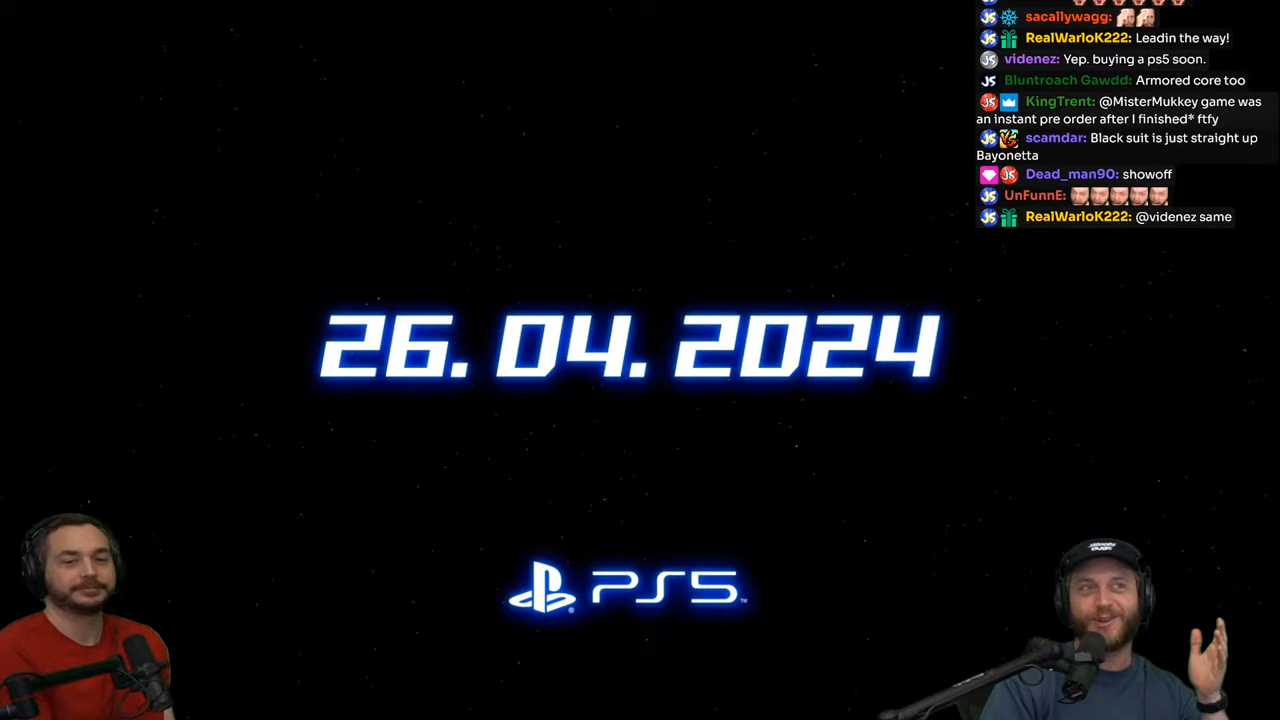 sacallywagg:
RealWarloK222: Leadin the way!
videnez: Yep. buying a ps5 soon.
Bluntroach Gawdd: Armored core too
KingTrent: @MisterMukkey game was
an instant pre order after I finished* ftfy
scamdar: Black suit is just straight up
Bayonetta
Dead_man90: showoff
UnFunnE:
RealWarloK222: @videnez same
26. 04. 2024
PS5